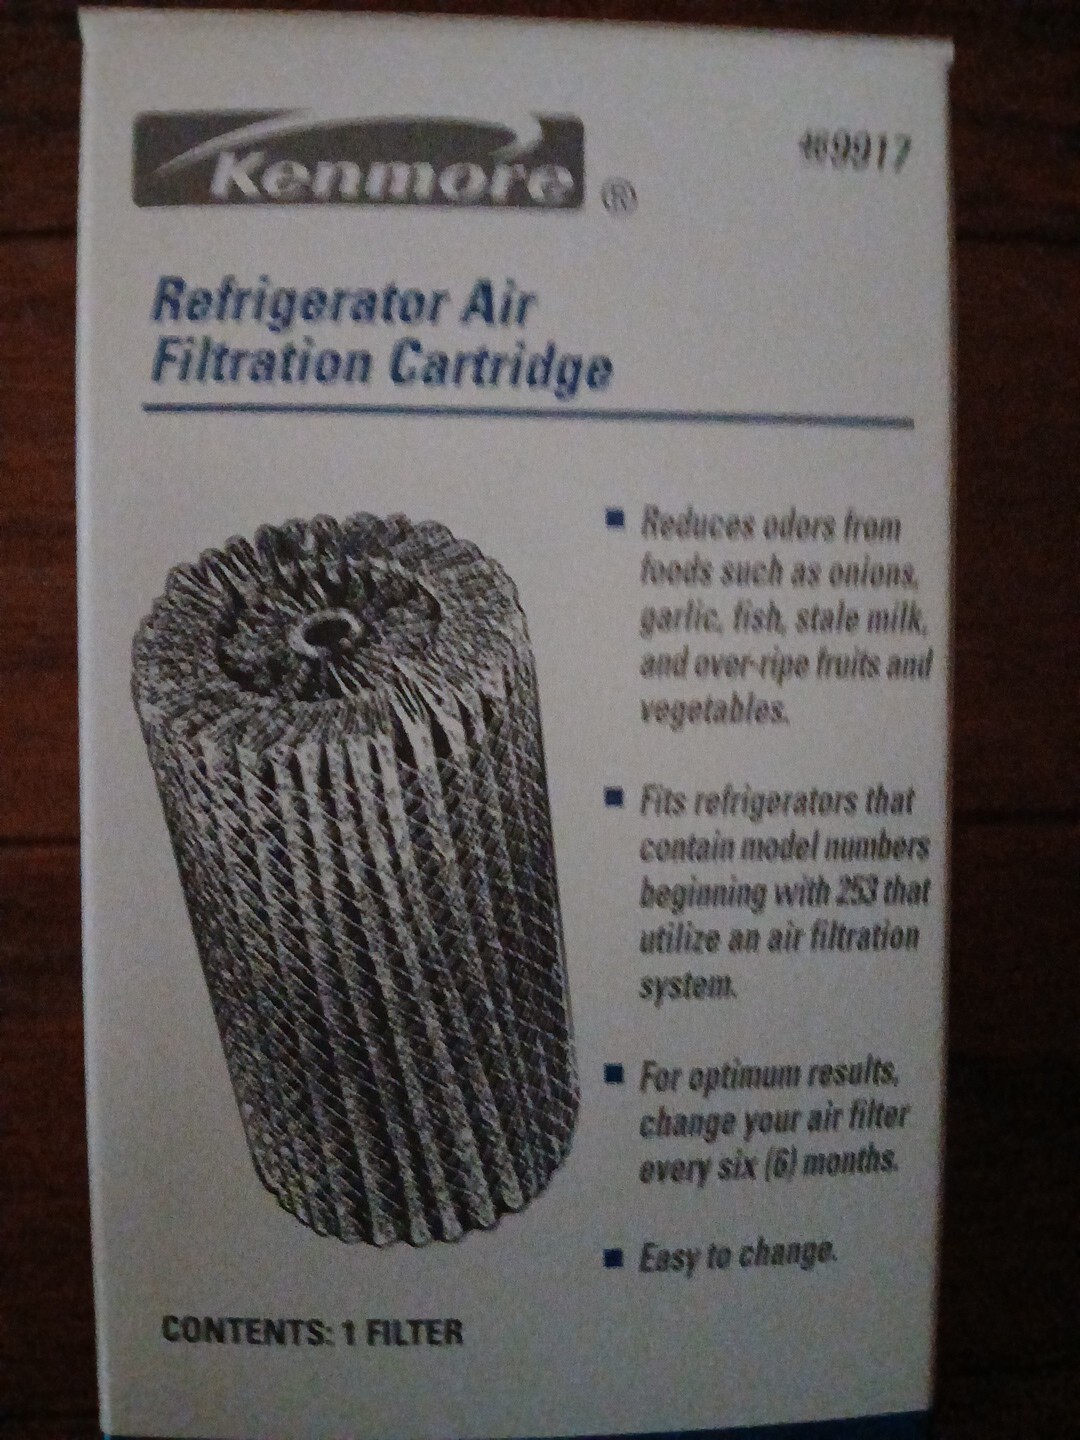 Kenmore ®
469917
Refrigerator Air
Filtration Cartridge
Reduces odors from
foods such as onions,
garlic, fish, stale milk,
and over-ripe fruits and
vegetables.
Fits refrigerators that
contain model numbers
beginning with 253 that
utilize an air filtration
system.
For optimum results,
change your air filter
every six (6) months.
Easy to change.
CONTENTS: 1 FILTER